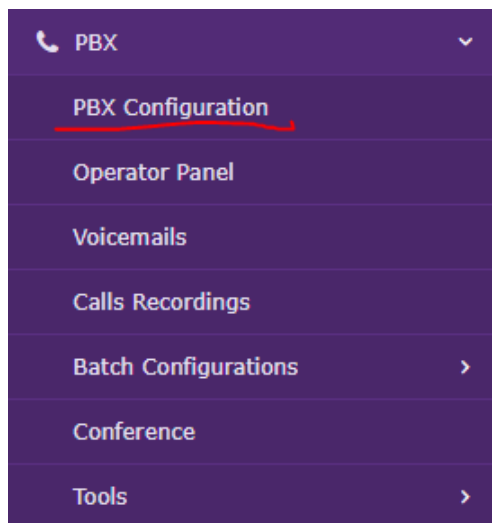 PBX
PBX Configuration
Operator Panel
Voicemails
Calls Recordings
Batch Configurations
Conference
Tools